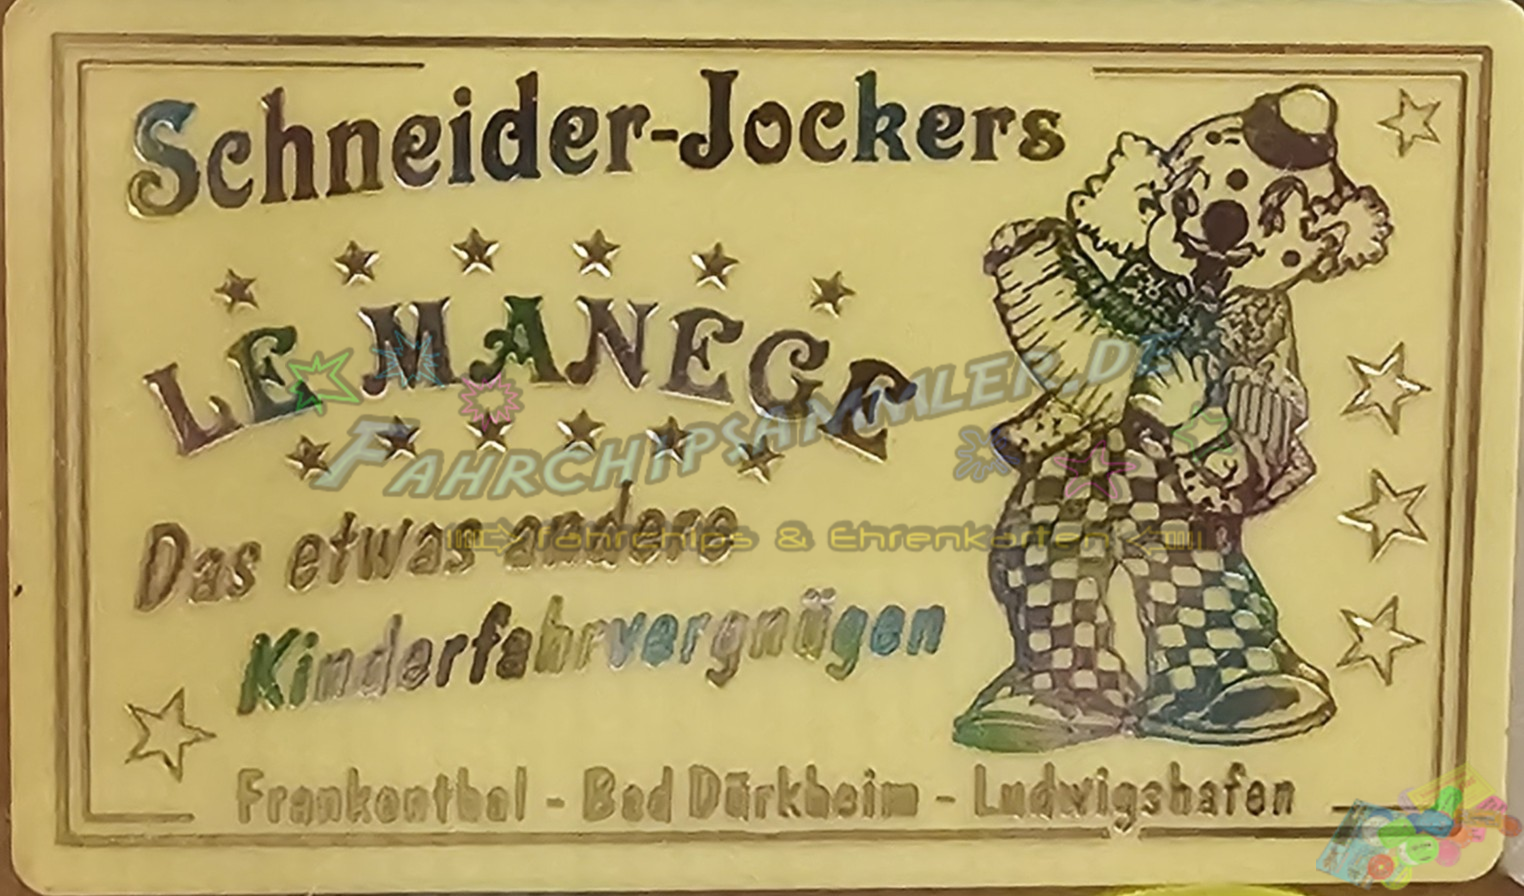 Schneider-Jockers
LE MANEGE
FAHRCHIPSAMMLER.DE
Das etwas andere
Fahrchips & Ehrenkarten
Kinderfahrvergnügen
Frankenthal - Bad Dürkheim - Ludwigshafen